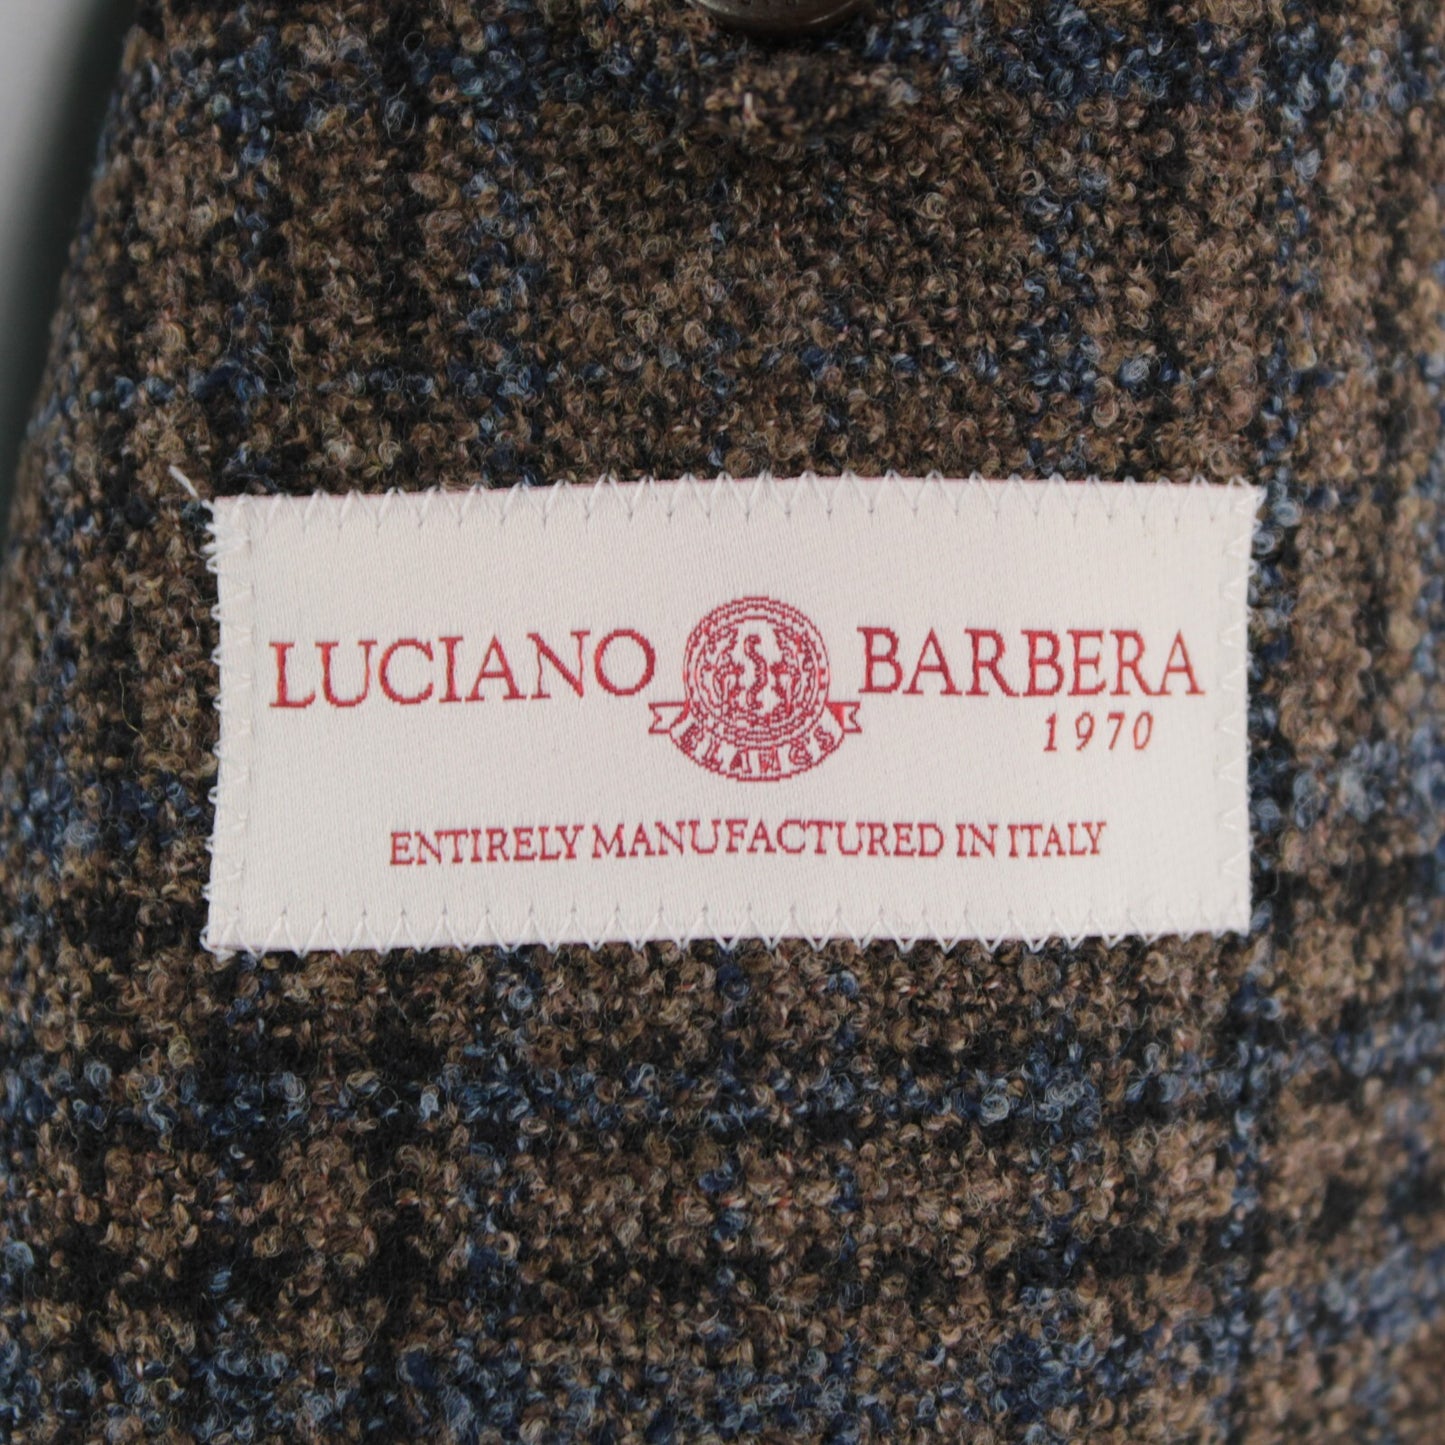 LUCIANO BARBERA
1970
ENTIRELY MANUFACTURED IN ITALY